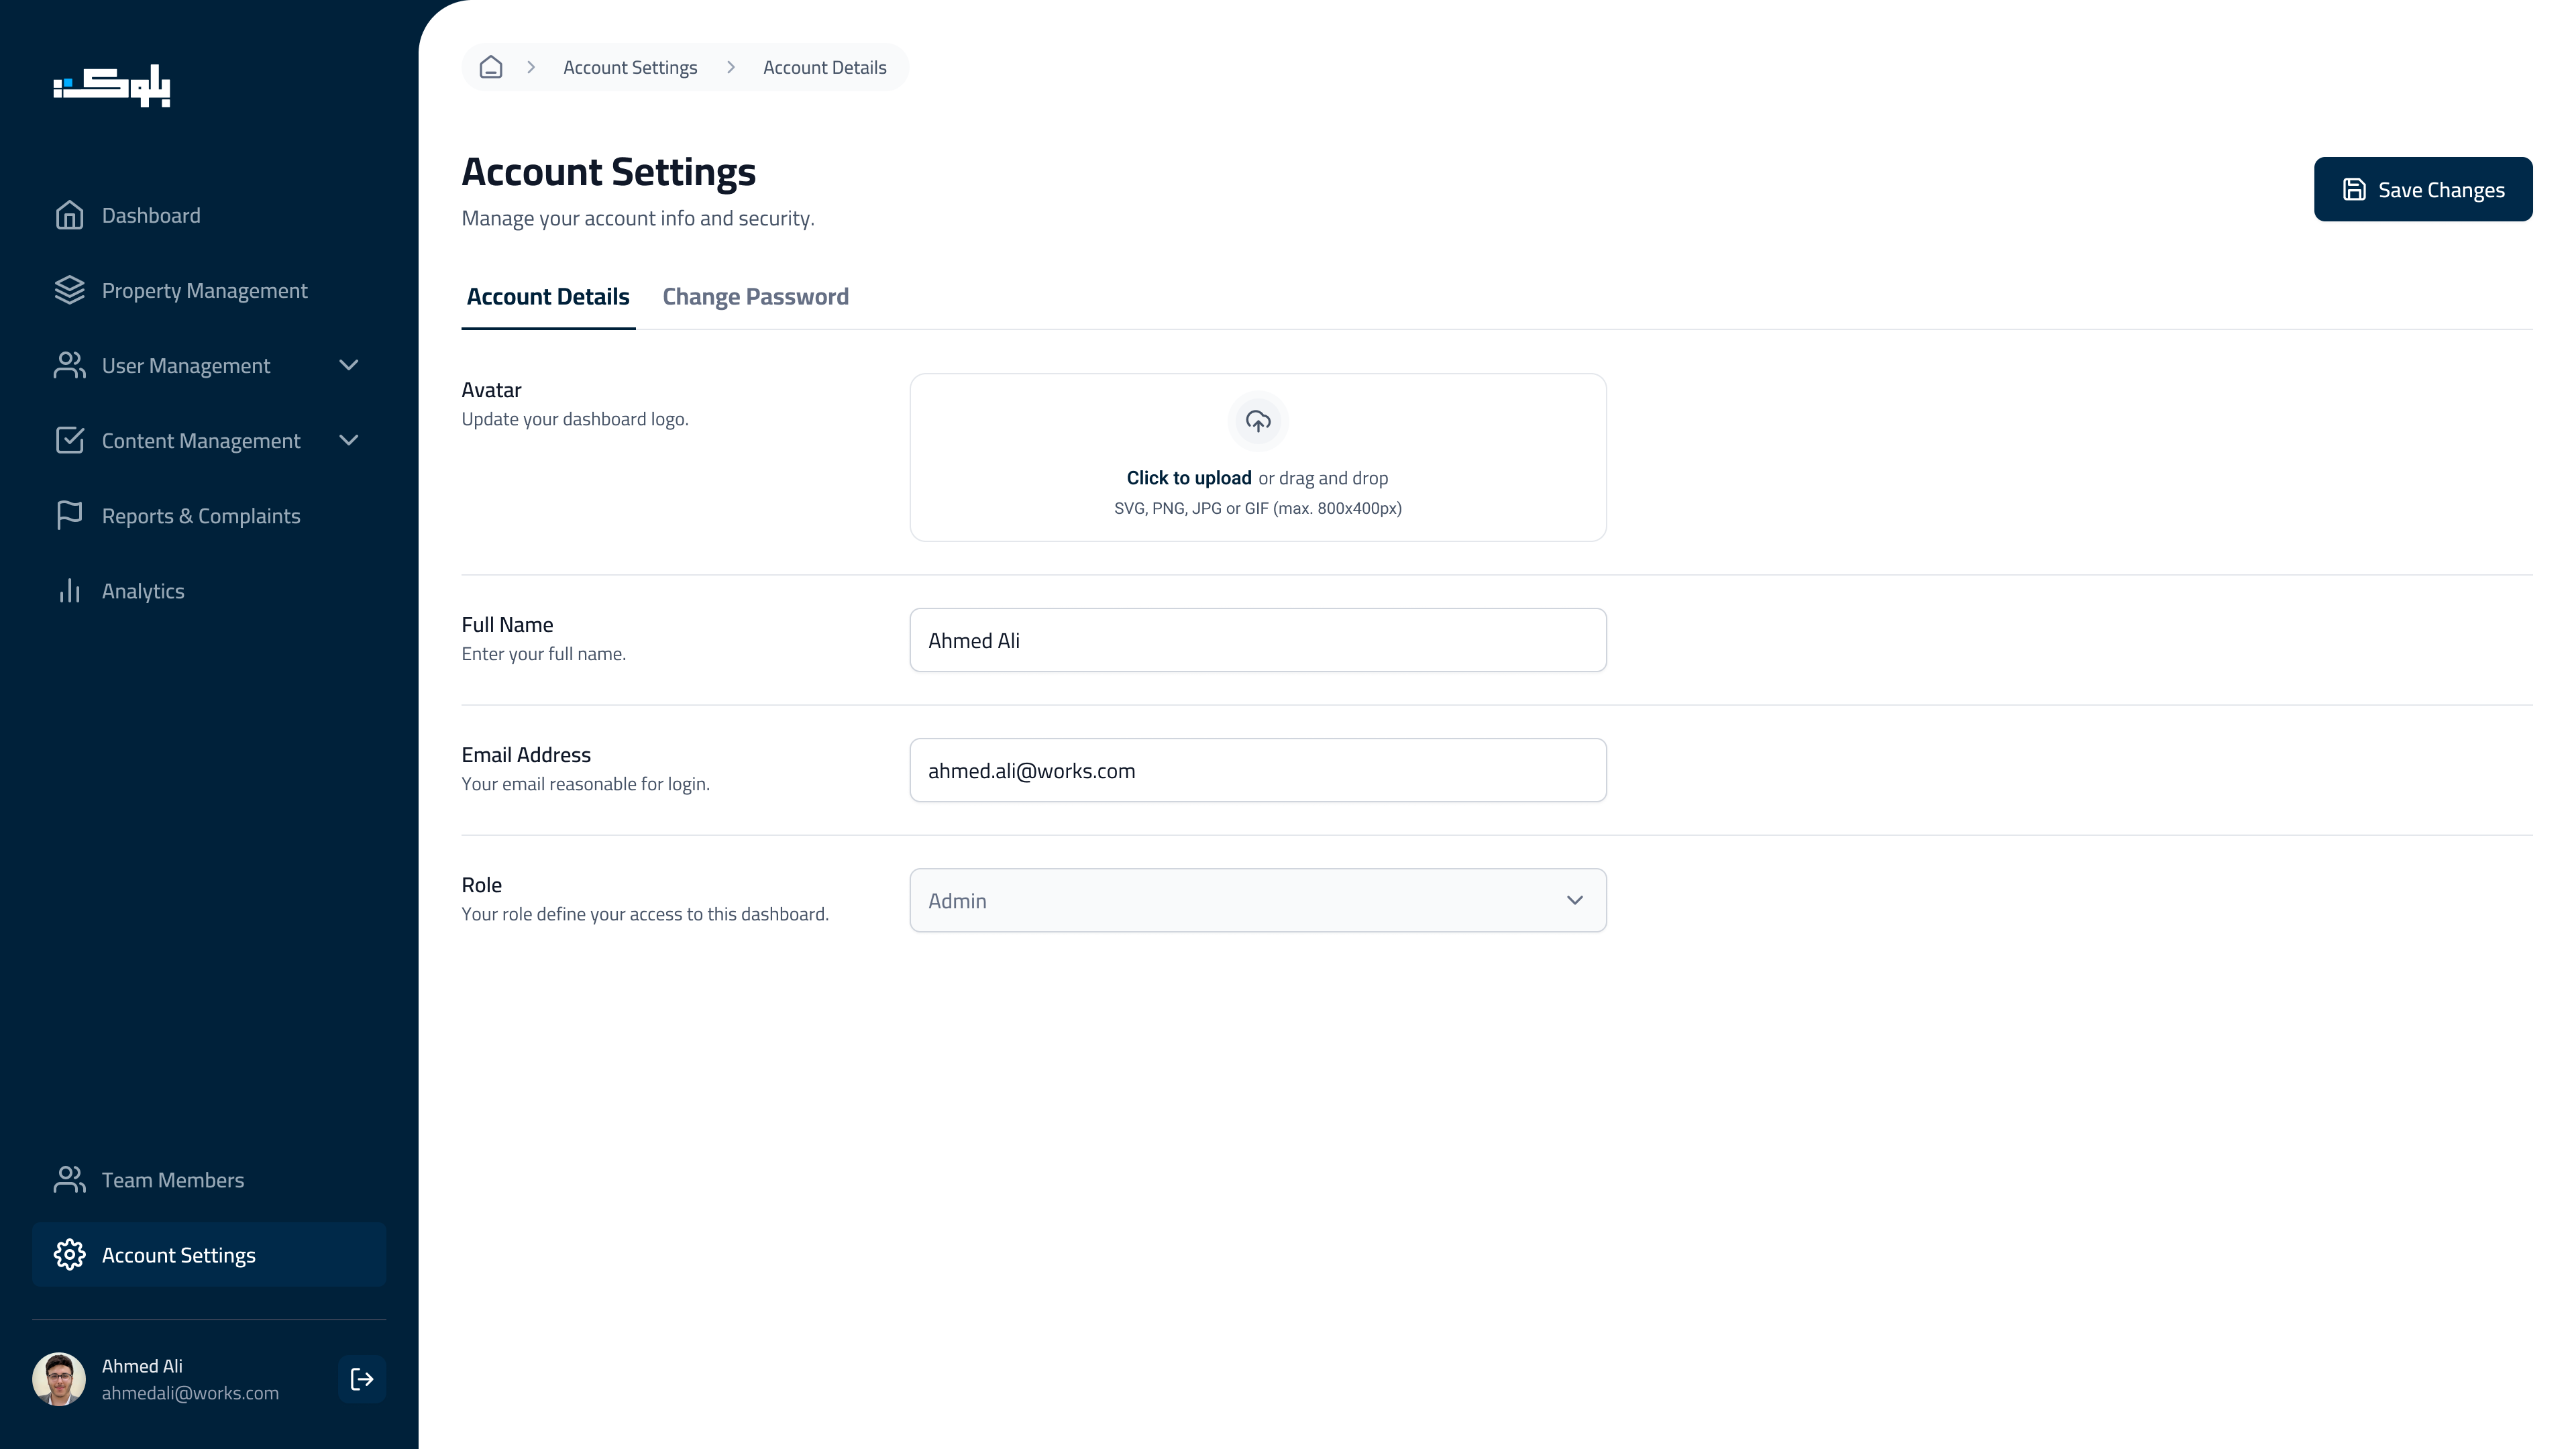 بلوك
Dashboard
Property Management
User Management
Content Management
Reports & Complaints
Analytics
Team Members
Account Settings
Ahmed Ali
ahmedali@works.com
Account Settings
Account Details
Account Settings
Manage your account info and security.
Save Changes
Account Details
Change Password
Avatar
Update your dashboard logo.
Click to upload or drag and drop
SVG, PNG, JPG or GIF (max. 800x400px)
Full Name
Enter your full name.
Ahmed Ali
Email Address
Your email reasonable for login.
ahmed.ali@works.com
Role
Your role define your access to this dashboard.
Admin